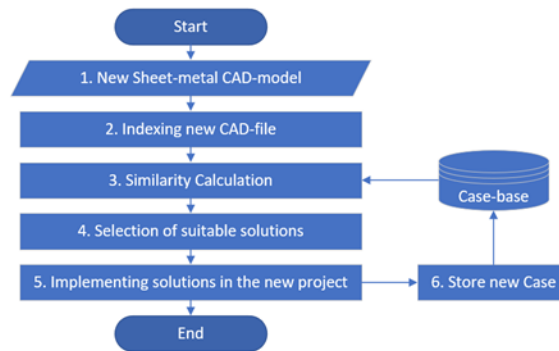 Start
1. New Sheet-metal CAD-model
2. Indexing new CAD-file
3. Similarity Calculation
Case-base
4. Selection of suitable solutions
5. Implementing solutions in the new project
6. Store new Case
End